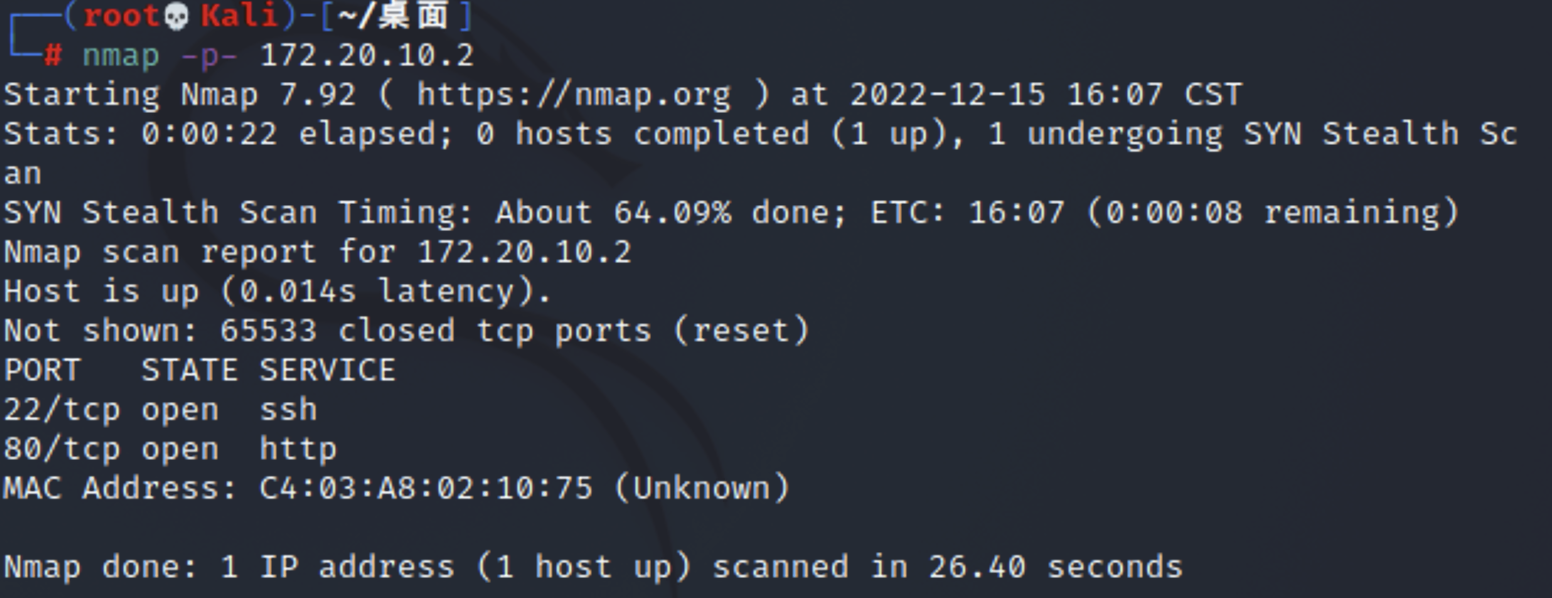 ┌──(root💀Kali)-[~/桌面]
└─# nmap -p- 172.20.10.2
Starting Nmap 7.92 ( https://nmap.org ) at 2022-12-15 16:07 CST
Stats: 0:00:22 elapsed; 0 hosts completed (1 up), 1 undergoing SYN Stealth Sc
an
SYN Stealth Scan Timing: About 64.09% done; ETC: 16:07 (0:00:08 remaining)
Nmap scan report for 172.20.10.2
Host is up (0.014s latency).
Not shown: 65533 closed tcp ports (reset)
PORT   STATE SERVICE
22/tcp open  ssh
80/tcp open  http
MAC Address: C4:03:A8:02:10:75 (Unknown)
Nmap done: 1 IP address (1 host up) scanned in 26.40 seconds